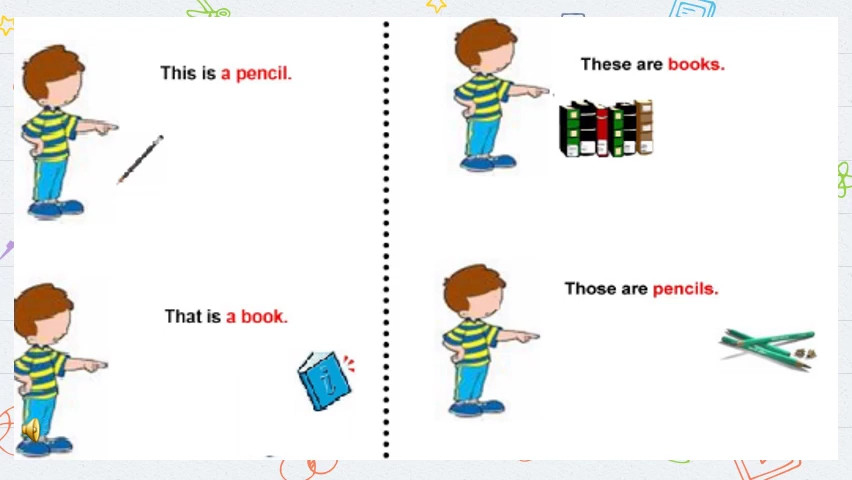 This is a pencil.
That is a book.
These are books.
Those are pencils.